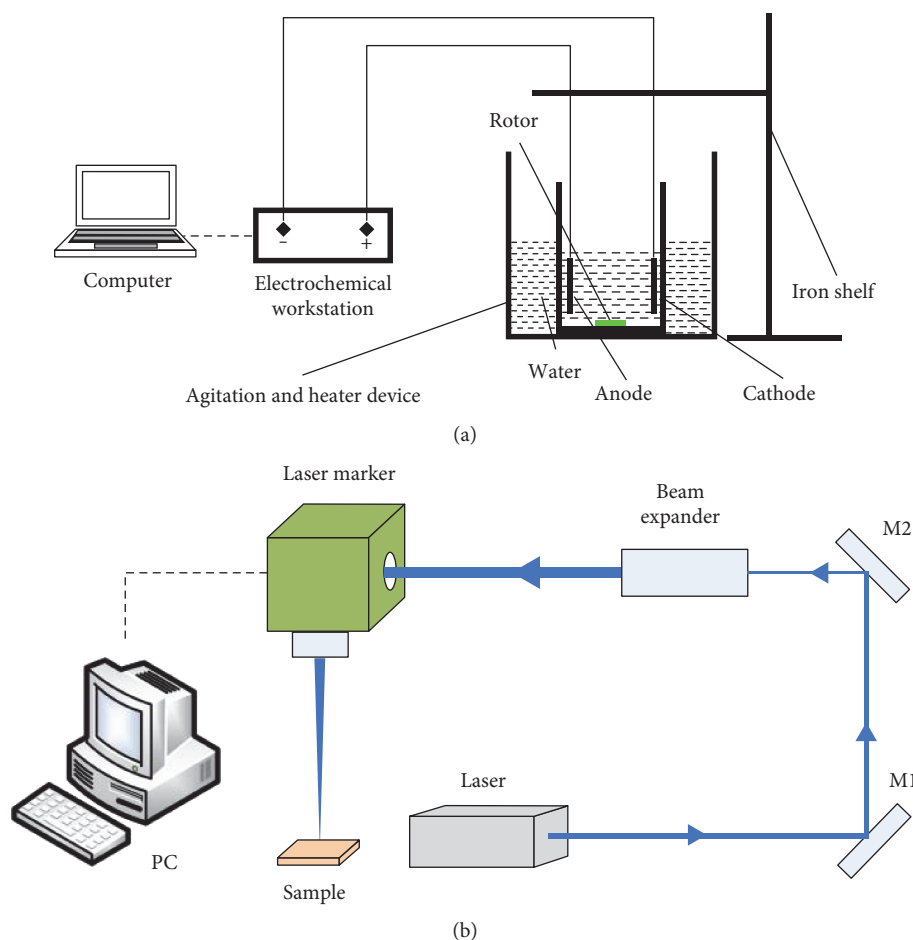 Rotor
−
+
Computer
Electrochemical
workstation
Iron shelf
Water
Agitation and heater device
Anode
Cathode
(a)
Laser marker
Beam
expander
M2
Laser
M1
PC
Sample
(b)